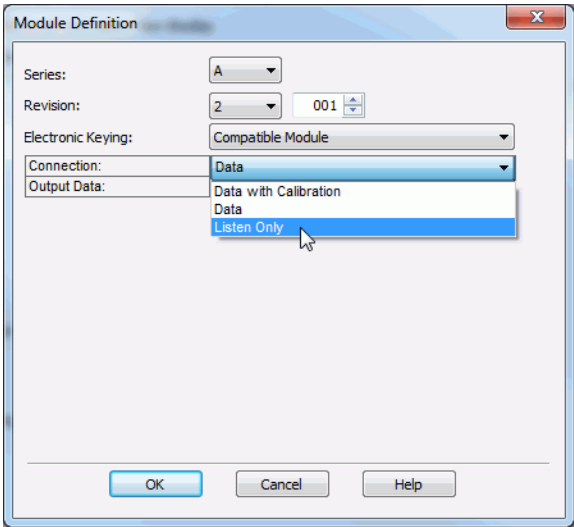 Module Definition
Series: A
Revision: 2 001
Electronic Keying: Compatible Module
Connection: Data
Output Data:
Data with Calibration
Data
Listen Only
OK Cancel Help